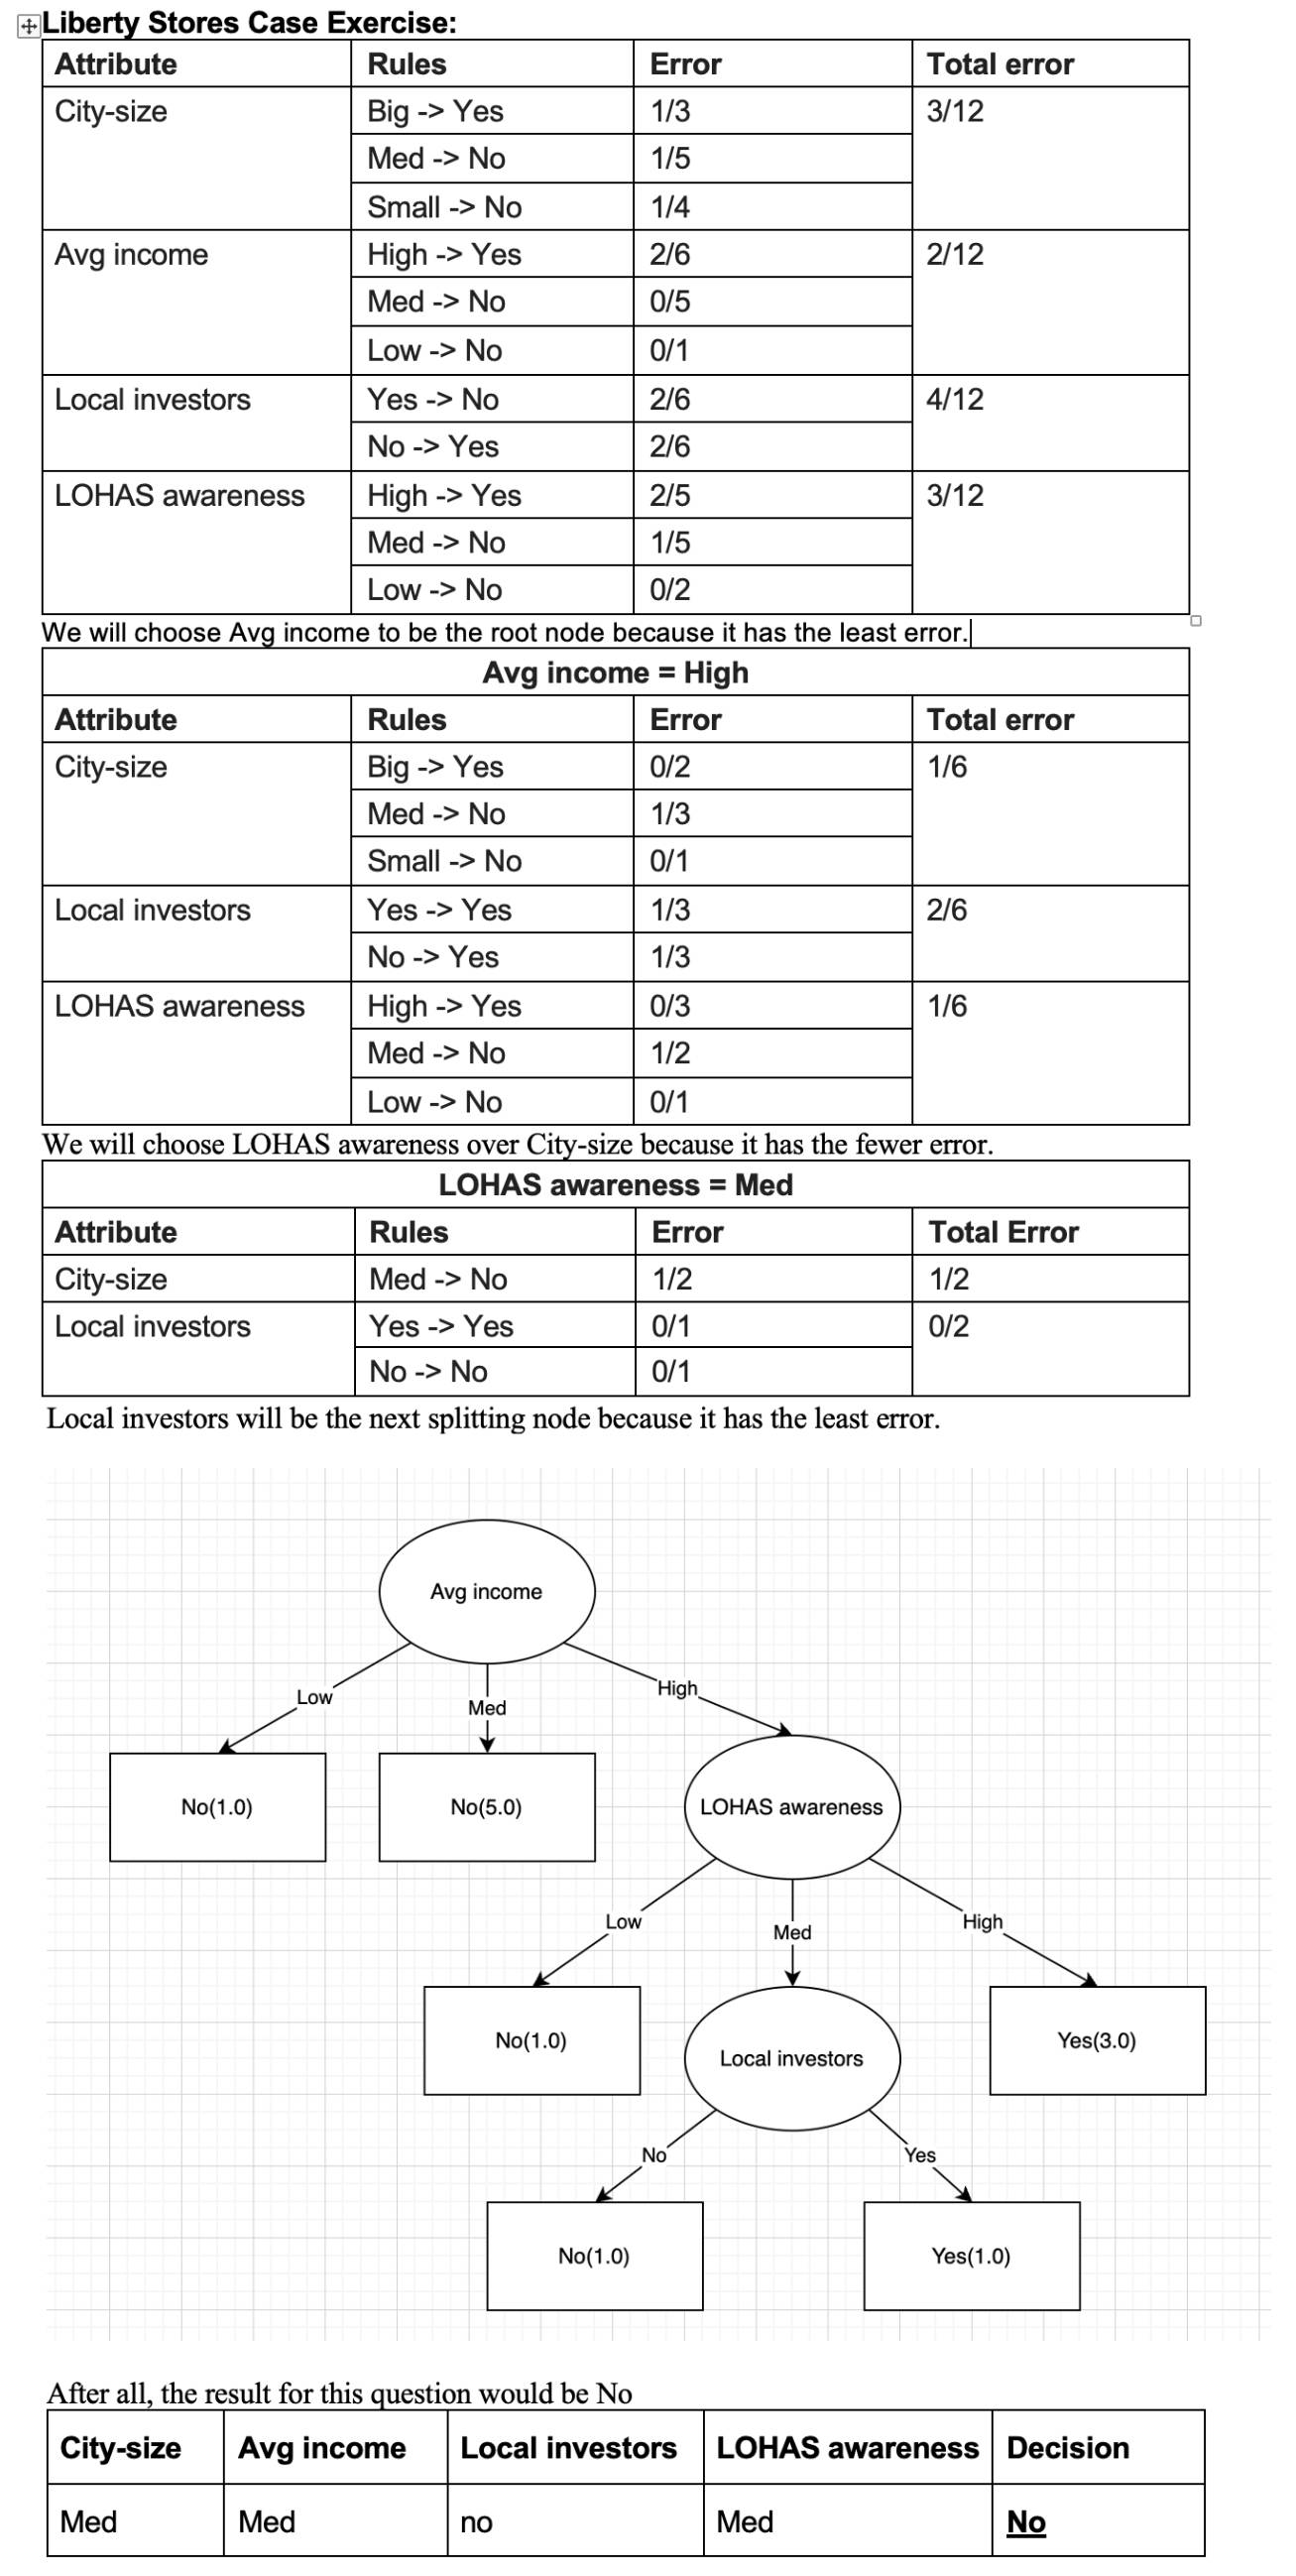 Liberty Stores Case Exercise:
Attribute Rules Error Total error
City-size Big -> Yes 1/3 3/12
Med -> No 1/5
Small -> No 1/4
Avg income High -> Yes 2/6 2/12
Med -> No 0/5
Low -> No 0/1
Local investors Yes -> No 2/6 4/12
No -> Yes 2/6
LOHAS awareness High -> Yes 2/5 3/12
Med -> No 1/5
Low -> No 0/2
We will choose Avg income to be the root node because it has the least error.
Avg income = High
Attribute Rules Error Total error
City-size Big -> Yes 0/2 1/6
Med -> No 1/3
Small -> No 0/1
Local investors Yes -> Yes 1/3 2/6
No -> Yes 1/3
LOHAS awareness High -> Yes 0/3 1/6
Med -> No 1/2
Low -> No 0/1
We will choose LOHAS awareness over City-size because it has the fewer error.
LOHAS awareness = Med
Attribute Rules Error Total Error
City-size Med -> No 1/2 1/2
Local investors Yes -> Yes 0/1 0/2
No -> No 0/1
Local investors will be the next splitting node because it has the least error.
Avg income
Low Med High
No(1.0) No(5.0) LOHAS awareness
Low Med High
No(1.0) Local investors Yes(3.0)
No Yes
No(1.0) Yes(1.0)
After all, the result for this question would be No
City-size Avg income Local investors LOHAS awareness Decision
Med Med no Med No